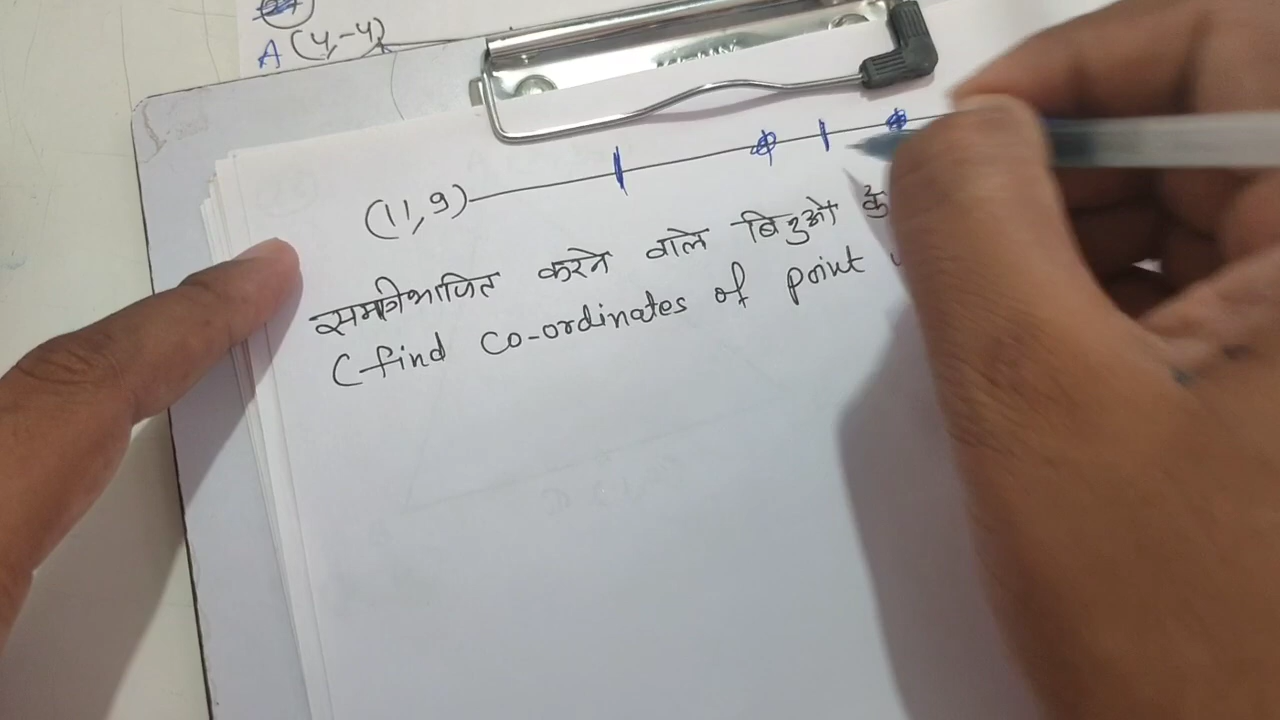 A (4,-4)
(11,9)
समत्रीभाजित करने वाले बिदुओ के
(find co-ordinates of point